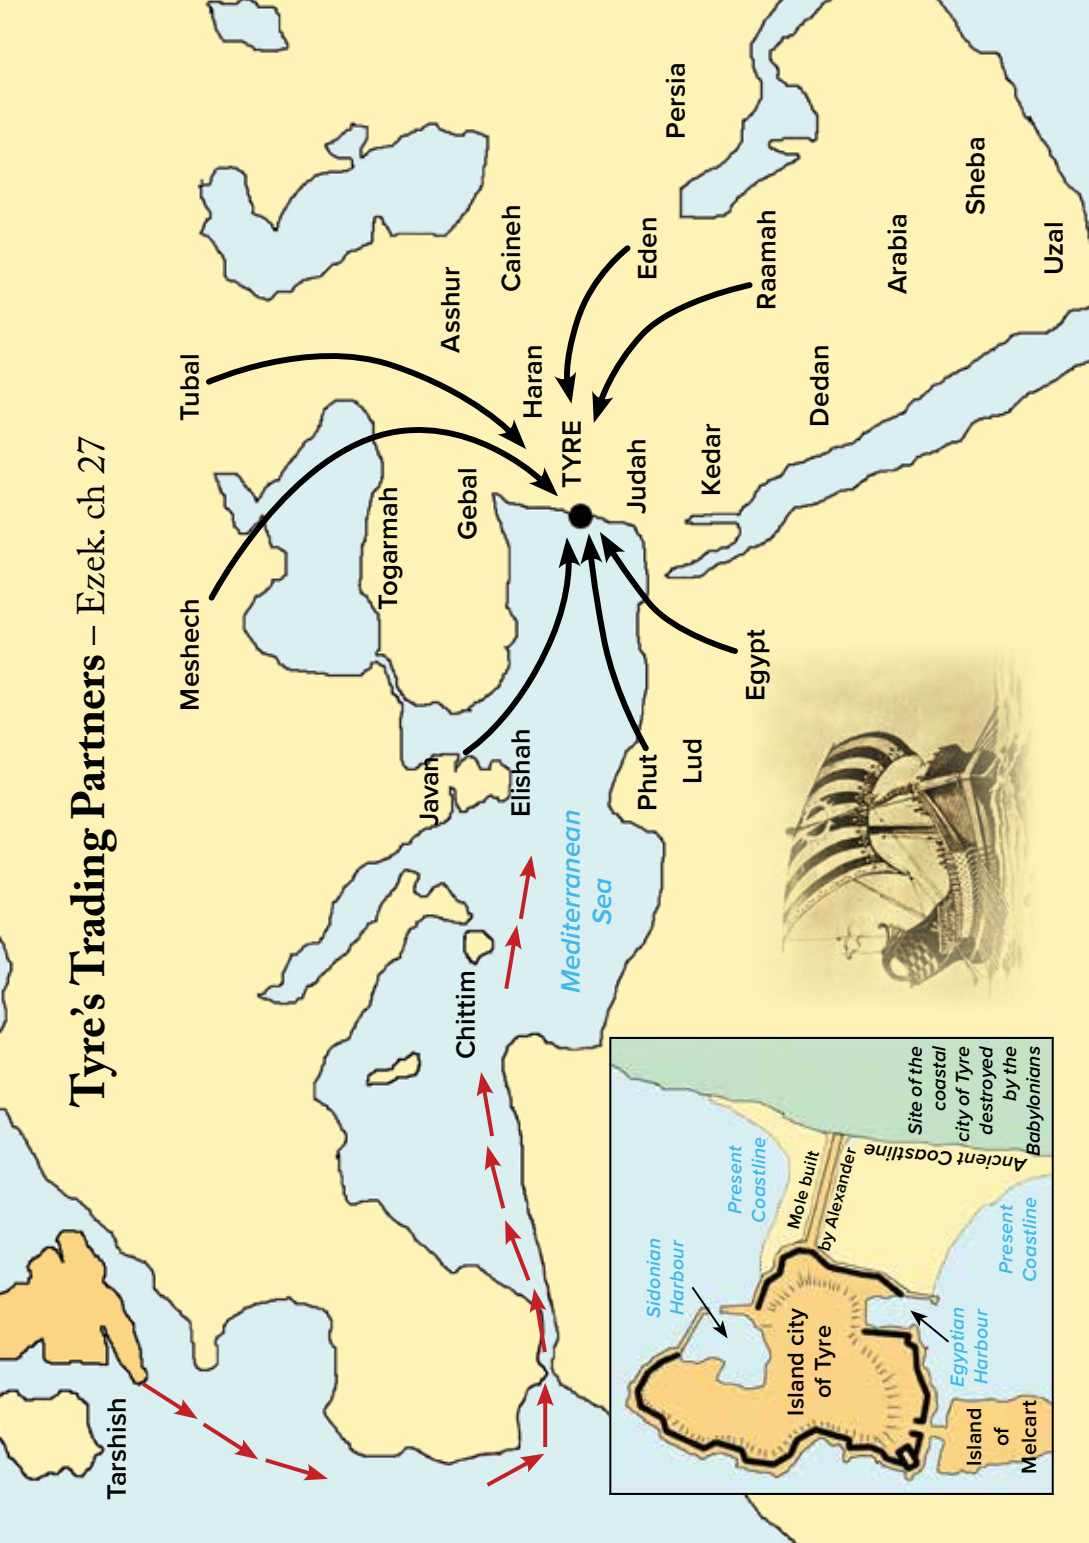 Tyre's Trading Partners – Ezek. ch 27
Tarshish
Meshech
Tubal
Togarmah
Javan
Gebal
Asshur
Chittim
Elishah
Haran
Caineh
TYRE
Mediterranean
Sea
Judah
Eden
Persia
Phut
Lud
Kedar
Egypt
Raamah
Dedan
Arabia
Sheba
Uzal
Sidonian
Harbour
Present
Coastline
Mole built
by Alexander
Island city
of Tyre
Ancient Coastline
Site of the
coastal
city of Tyre
destroyed
by the
Babylonians
Egyptian
Harbour
Present
Coastline
Island
of
Melcart